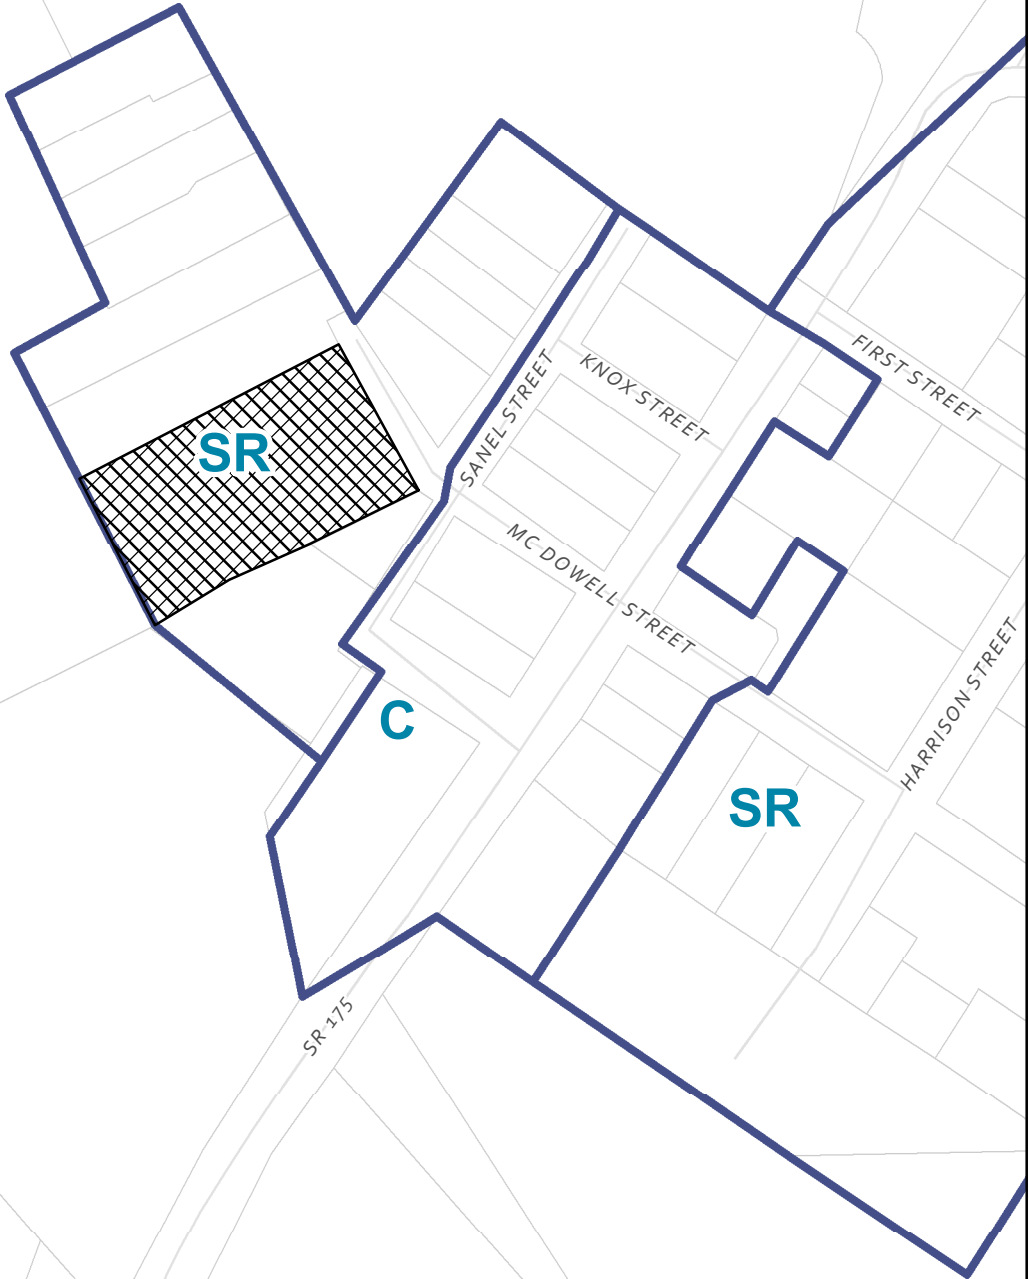 FIRST STREET
KNOX STREET
SANEL STREET
SR
MC DOWELL STREET
HARRISON STREET
C
SR
SR 175